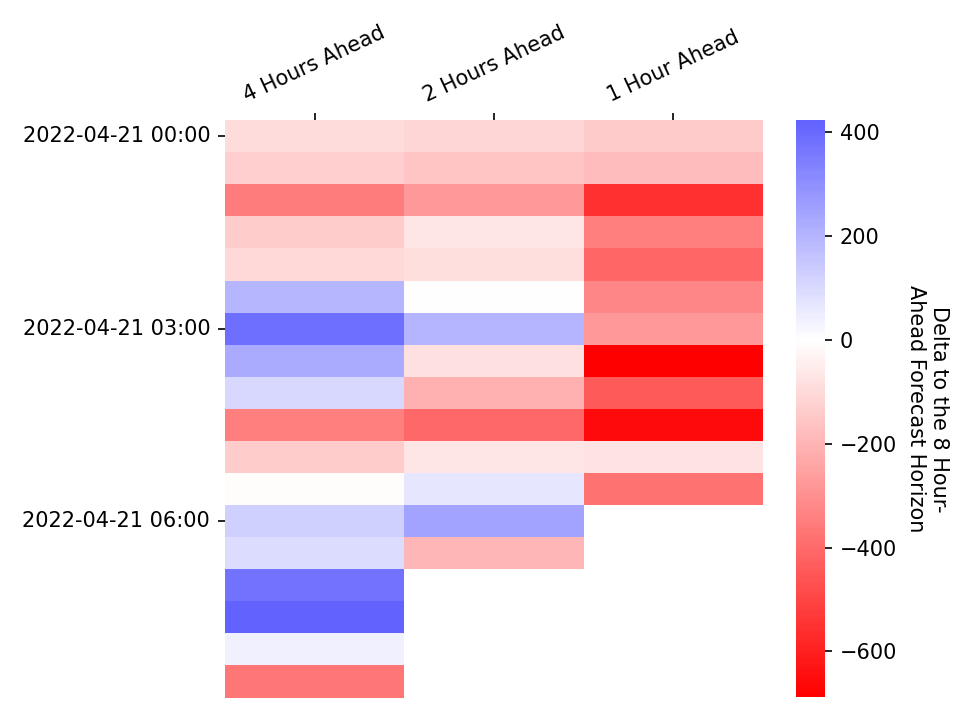 4 Hours Ahead
2 Hours Ahead
1 Hour Ahead
2022-04-21 00:00
2022-04-21 03:00
2022-04-21 06:00
400
200
0
−200
−400
−600
Delta to the 8 Hour-
Ahead Forecast Horizon